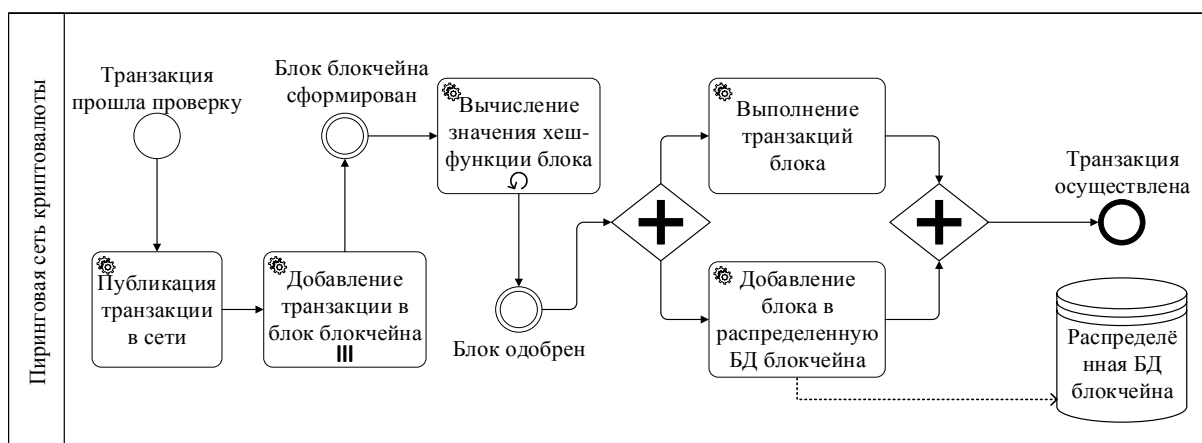 Пиринговая сеть криптовалюты
Транзакция
прошла проверку
Публикация
транзакции
в сети
Добавление
транзакции в
блок блокчейна
Блок блокчейна
сформирован
Вычисление
значения хеш-
функции блока
Блок одобрен
Выполнение
транзакций
блока
Добавление
блока в
распределенную
БД блокчейна
Транзакция
осуществлена
Распределё
нная БД
блокчейна